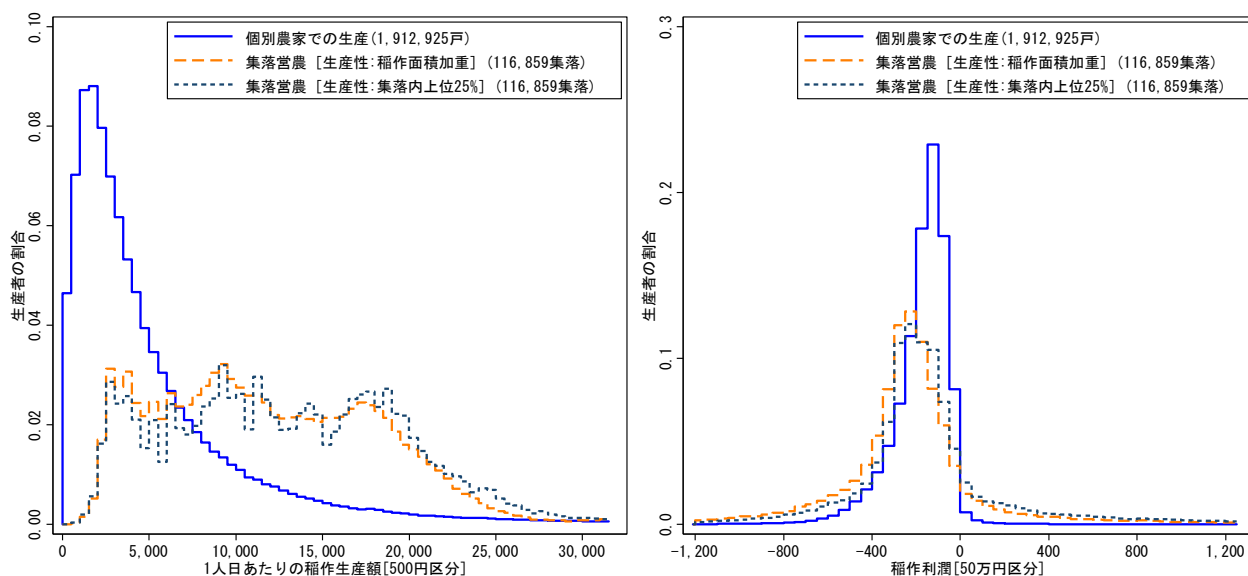 個別農家での生産(1,912,925戸)
集落営農 [生産性:稲作面積加重] (116,859集落)
集落営農 [生産性:集落内上位25%] (116,859集落)
生産者の割合
0.10
0.08
0.06
0.04
0.02
0.00
0
5,000
10,000
15,000
20,000
25,000
30,000
1人日あたりの稲作生産額[500円区分]
個別農家での生産(1,912,925戸)
集落営農 [生産性:稲作面積加重] (116,859集落)
集落営農 [生産性:集落内上位25%] (116,859集落)
生産者の割合
0.3
0.2
0.1
0.0
-1,200
-800
-400
0
400
800
1,200
稲作利潤[50万円区分]